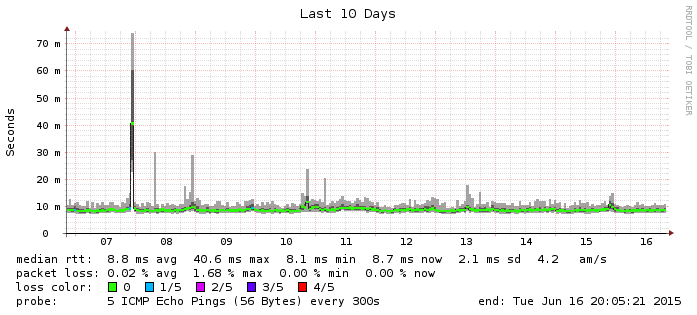 Last 10 Days
RRDTOOL / TOBI OETIKER
Seconds
70 m
60 m
50 m
40 m
30 m
20 m
10 m
0
07 08 09 10 11 12 13 14 15 16
median rtt: 8.8 ms avg 40.6 ms max 8.1 ms min 8.7 ms now 2.1 ms sd 4.2 am/s
packet loss: 0.02 % avg 1.68 % max 0.00 % min 0.00 % now
loss color: 0 1/5 2/5 3/5 4/5
probe: 5 ICMP Echo Pings (56 Bytes) every 300s end: Tue Jun 16 20:05:21 2015